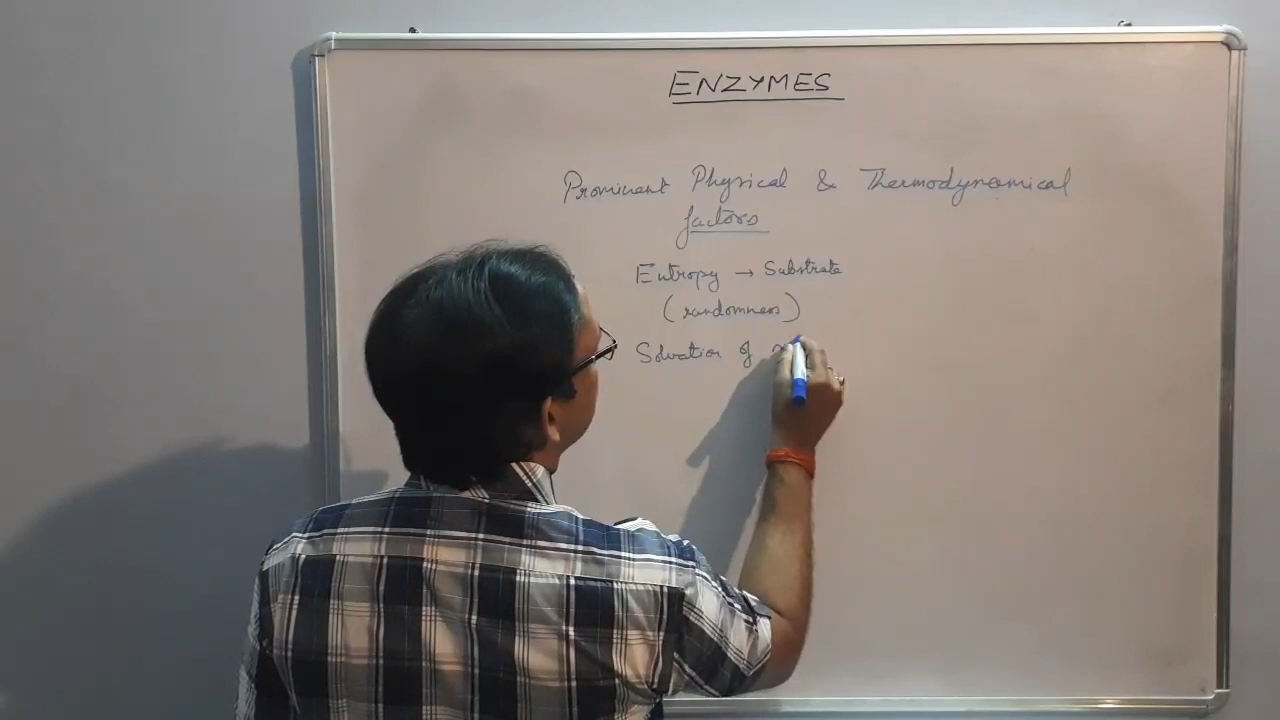 ENZYMES
Prominent Physical & Thermodynamical
factors
Entropy → Substrate
(randomness)
Solvation of